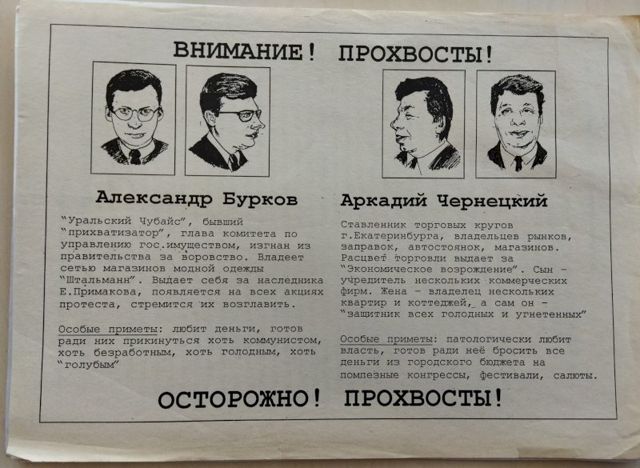 ВНИМАНИЕ! ПРОХВОСТЫ!
Александр Бурков
"Уральский Чубайс", бывший
"прихватизатор", глава комитета по
управлению гос.имуществом, изгнан из
правительства за воровство. Владеет
сетью магазинов модной одежды
"Штальманн". Выдает себя за наследника
Е.Примакова, появляется на всех акциях
протеста, стремится их возглавить.
Особые приметы: любит деньги, готов
ради них прикинуться хоть коммунистом,
хоть безработным, хоть голодным, хоть
"голубым"
Аркадий Чернецкий
Ставленник торговых кругов
г.Екатеринбурга, владельцев рынков,
заправок, автостоянок, магазинов.
Расцвет торговли выдает за
"Экономическое возрождение". Сын -
учредитель нескольких коммерческих
фирм. Жена - владелец нескольких
квартир и коттеджей, а сам он -
"защитник всех голодных и угнетенных"
Особые приметы: патологически любит
власть, готов ради неё бросить все
деньги из городского бюджета на
помпезные конгрессы, фестивали, салюты.
ОСТОРОЖНО! ПРОХВОСТЫ!